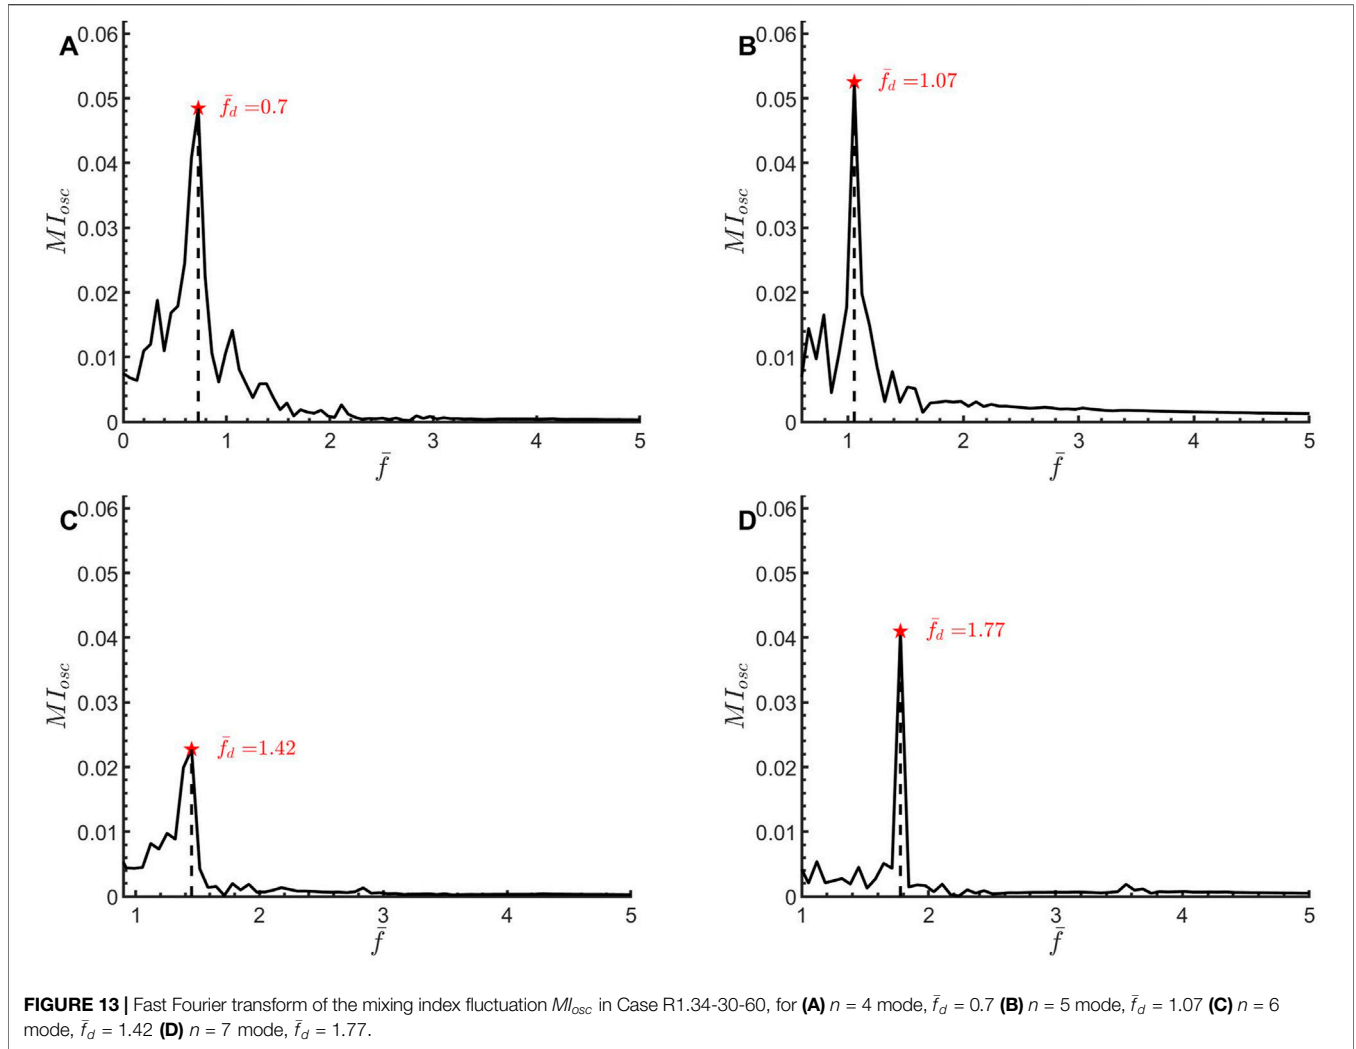 A
0.06
0.05
0.04
0.03
0.02
0.01
0
MI_osc
f̄_d =0.7
0 1 2 3 4 5
f̄
B
0.06
0.05
0.04
0.03
0.02
0.01
0
MI_osc
f̄_d =1.07
1 2 3 4 5
f̄
C
0.06
0.05
0.04
0.03
0.02
0.01
0
MI_osc
f̄_d =1.42
1 2 3 4 5
f̄
D
0.06
0.05
0.04
0.03
0.02
0.01
0
MI_osc
f̄_d =1.77
1 2 3 4 5
f̄
FIGURE 13 | Fast Fourier transform of the mixing index fluctuation MI_osc in Case R1.34-30-60, for (A) n = 4 mode, f̄_d = 0.7 (B) n = 5 mode, f̄_d = 1.07 (C) n = 6
mode, f̄_d = 1.42 (D) n = 7 mode, f̄_d = 1.77.